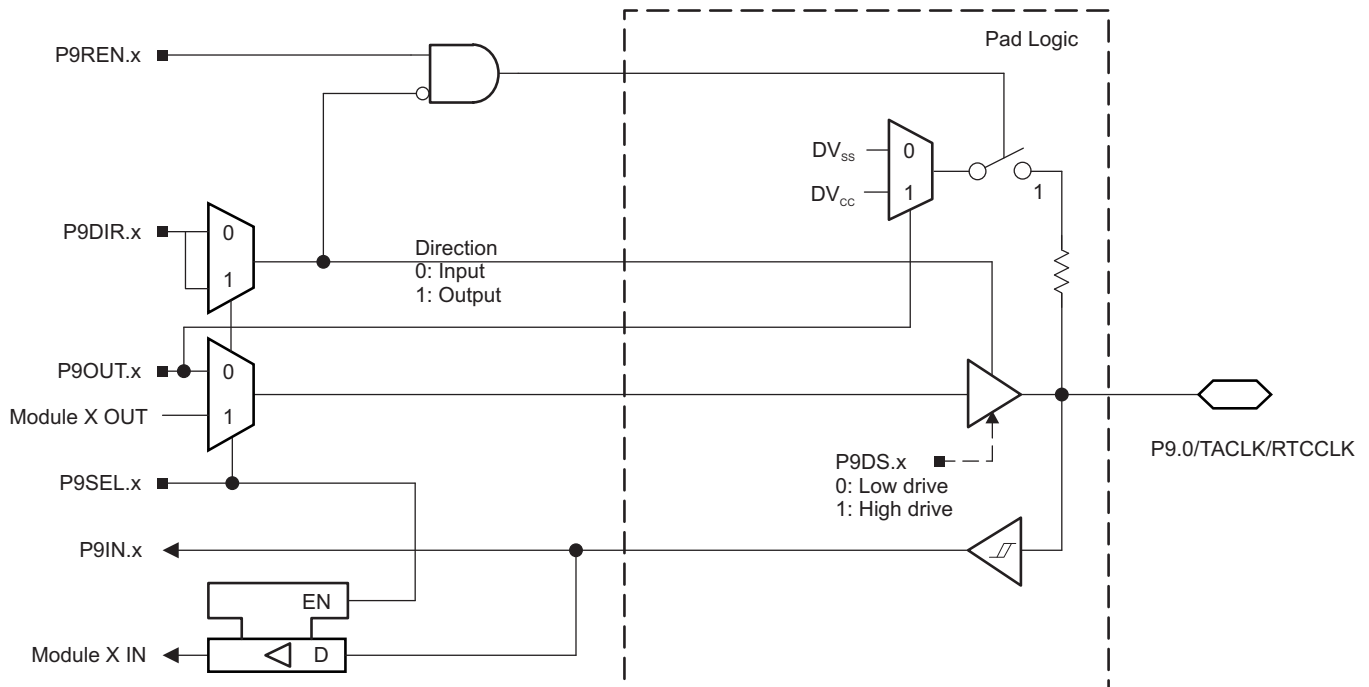 Pad Logic
P9REN.x
DVSS
0
DVCC
1
1
P9DIR.x
0
1
Direction
0: Input
1: Output
P9OUT.x
0
Module X OUT
1
P9.0/TACLK/RTCCLK
P9DS.x
0: Low drive
1: High drive
P9SEL.x
P9IN.x
EN
Module X IN
D